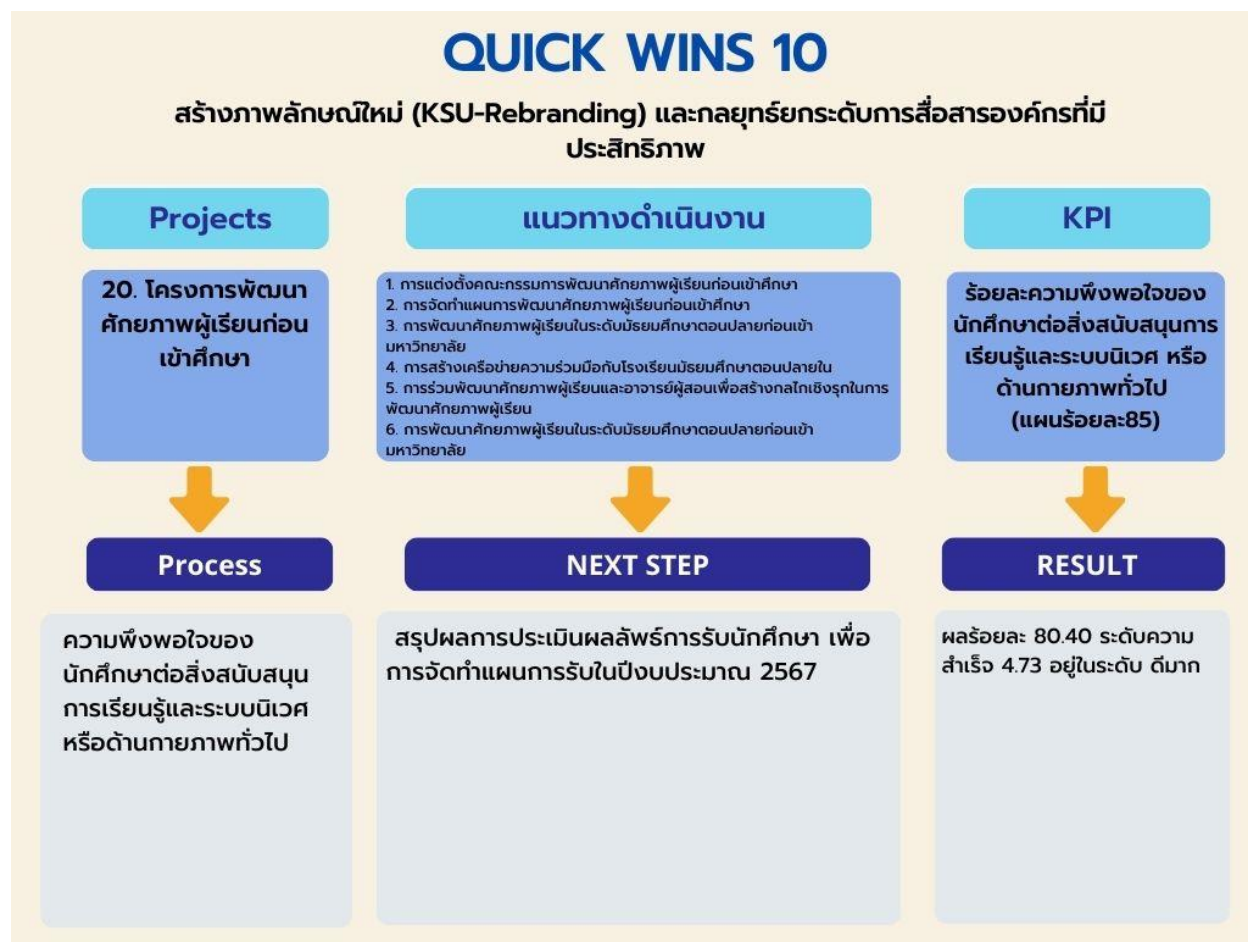 QUICK WINS 10
สร้างภาพลักษณ์ใหม่ (KSU-Rebranding) และกลยุทธ์ยกระดับการสื่อสารองค์กรที่มี
ประสิทธิภาพ
Projects
20. โครงการพัฒนา
ศักยภาพผู้เรียนก่อน
เข้าศึกษา
แนวทางดำเนินงาน
1. การแต่งตั้งคณะกรรมการพัฒนาศักยภาพผู้เรียนก่อนเข้าศึกษา
2. การจัดทำแผนการพัฒนาศักยภาพผู้เรียนก่อนเข้าศึกษา
3. การพัฒนาศักยภาพผู้เรียนในระดับมัธยมศึกษาตอนปลายก่อนเข้า
มหาวิทยาลัย
4. การสร้างเครือข่ายความร่วมมือกับโรงเรียนมัธยมศึกษาตอนปลายใน
5. การร่วมพัฒนาศักยภาพผู้เรียนและอาจารย์ผู้สอนเพื่อสร้างกลไกเชิงรุกในการ
พัฒนาศักยภาพผู้เรียน
6. การพัฒนาศักยภาพผู้เรียนในระดับมัธยมศึกษาตอนปลายก่อนเข้า
มหาวิทยาลัย
KPI
ร้อยละความพึงพอใจของ
นักศึกษาต่อสิ่งสนับสนุนการ
เรียนรู้และระบบนิเวศ หรือ
ด้านกายภาพทั่วไป
(แผนร้อยละ85)
Process
ความพึงพอใจของ
นักศึกษาต่อสิ่งสนับสนุน
การเรียนรู้และระบบนิเวศ
หรือด้านกายภาพทั่วไป
NEXT STEP
สรุปผลการประเมินผลลัพธ์การรับนักศึกษา เพื่อ
การจัดทำแผนการรับในปีงบประมาณ 2567
RESULT
ผลร้อยละ 80.40 ระดับความ
สำเร็จ 4.73 อยู่ในระดับ ดีมาก